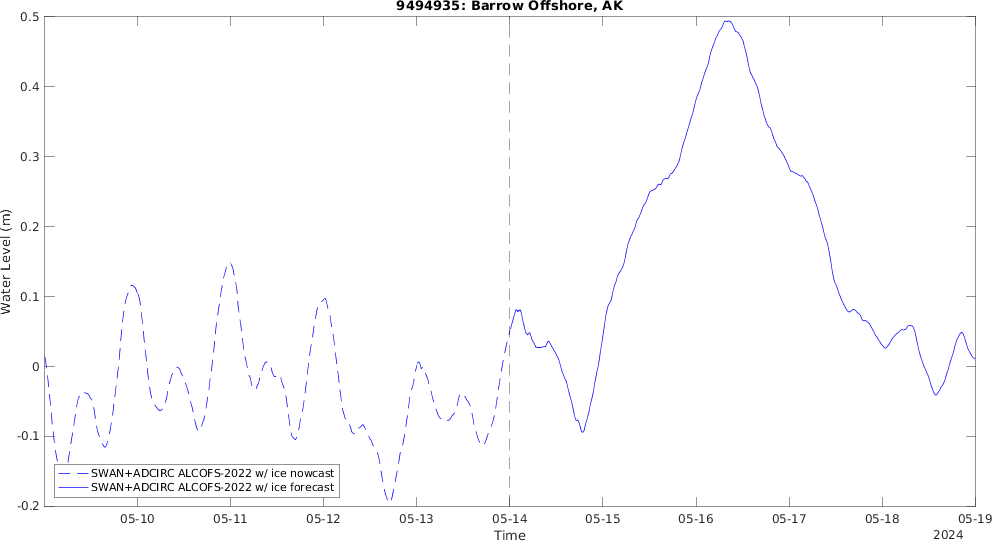 9494935: Barrow Offshore, AK
Water Level (m)
0.5
0.4
0.3
0.2
0.1
0
-0.1
-0.2
SWAN+ADCIRC ALCOFS-2022 w/ ice nowcast
SWAN+ADCIRC ALCOFS-2022 w/ ice forecast
05-10 05-11 05-12 05-13 05-14 05-15 05-16 05-17 05-18 05-19
Time
2024